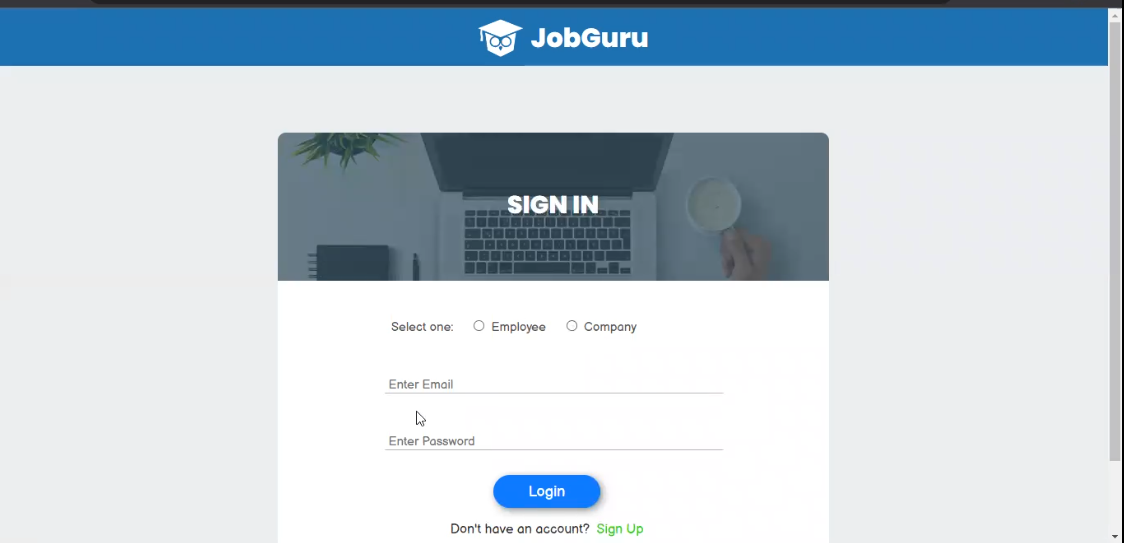 JobGuru
SIGN IN
Select one: Employee Company
Enter Email
Enter Password
Login
Don't have an account? Sign Up